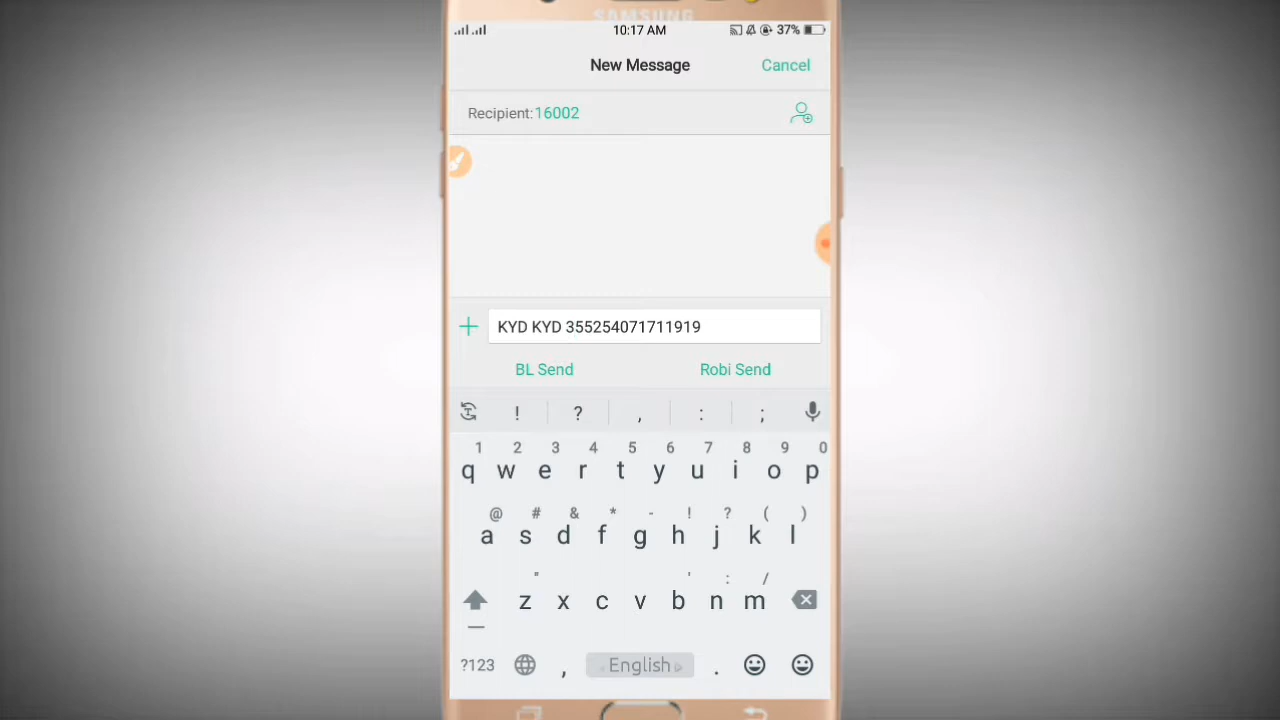 SAMSUNG
10:17 AM 37%
New Message Cancel
Recipient:16002
KYD KYD 355254071711919
BL Send Robi Send
! ? , : ;
1 2 3 4 5 6 7 8 9 0
q w e r t y u i o p
@ # & * - ! ? ( )
a s d f g h j k l
" ' : /
z x c v b n m
?123 , English .